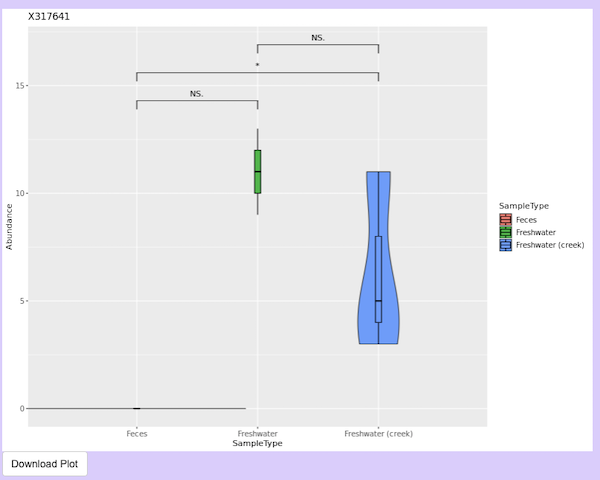 X317641
NS.
*
NS.
15
10
5
0
Abundance
Feces
Freshwater
Freshwater (creek)
SampleType
SampleType
Feces
Freshwater
Freshwater (creek)
Download Plot